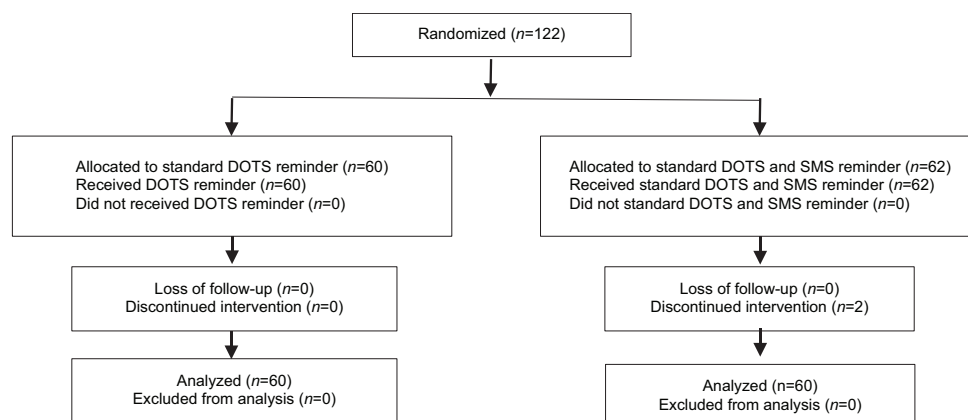 Randomized (n=122)
Allocated to standard DOTS reminder (n=60)
Received DOTS reminder (n=60)
Did not received DOTS reminder (n=0)
Allocated to standard DOTS and SMS reminder (n=62)
Received standard DOTS and SMS reminder (n=62)
Did not standard DOTS and SMS reminder (n=0)
Loss of follow-up (n=0)
Discontinued intervention (n=0)
Loss of follow-up (n=0)
Discontinued intervention (n=2)
Analyzed (n=60)
Excluded from analysis (n=0)
Analyzed (n=60)
Excluded from analysis (n=0)